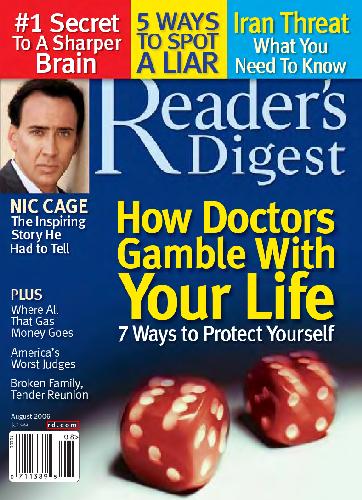 #1 Secret
To A Sharper
Brain
5 WAYS
TO SPOT
A LIAR
Iran Threat
What You
Need To Know
Reader's
Digest
NIC CAGE
The Inspiring
Story He
Had to Tell
How Doctors
Gamble With
Your Life
7 Ways to Protect Yourself
PLUS
Where All
That Gas
Money Goes
America's
Worst Judges
Broken Family,
Tender Reunion
August 2006
rd.com
08>